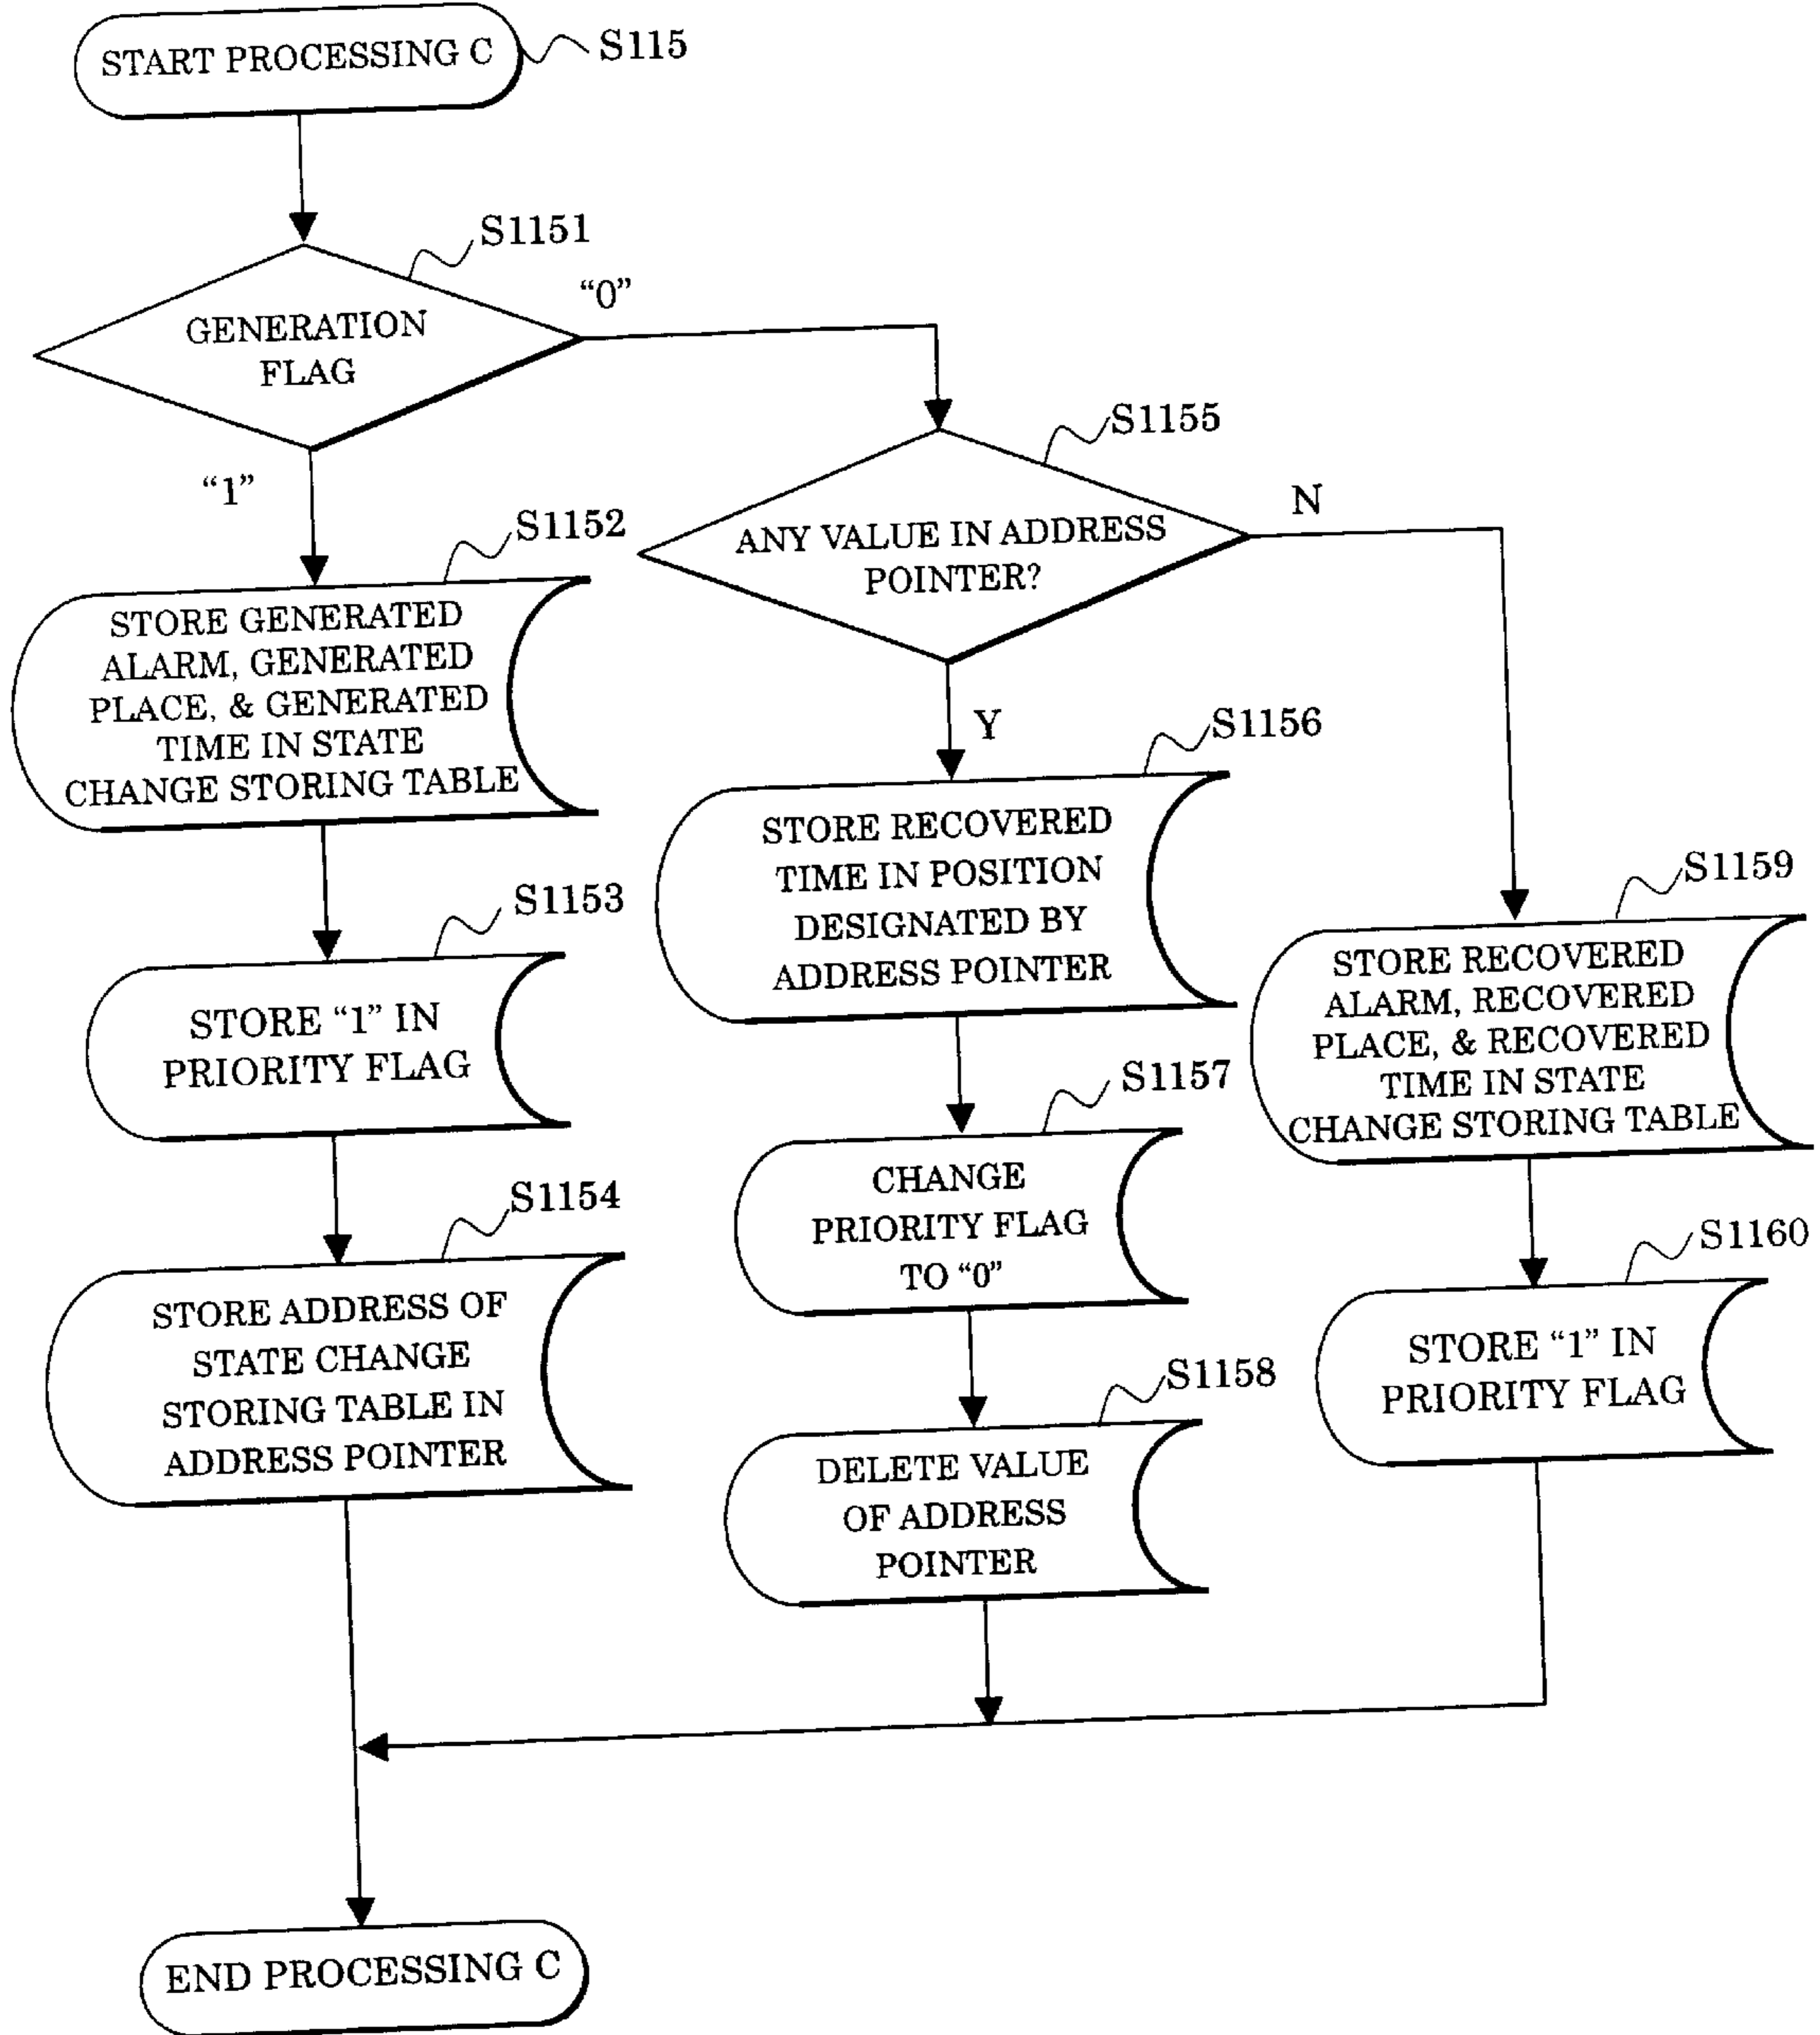 START PROCESSING C
S115
S1151
GENERATION
FLAG
“0”
“1”
S1152
STORE GENERATED
ALARM, GENERATED
PLACE, & GENERATED
TIME IN STATE
CHANGE STORING TABLE
S1153
STORE “1” IN
PRIORITY FLAG
S1154
STORE ADDRESS OF
STATE CHANGE
STORING TABLE IN
ADDRESS POINTER
S1155
ANY VALUE IN ADDRESS
POINTER?
N
Y
S1156
STORE RECOVERED
TIME IN POSITION
DESIGNATED BY
ADDRESS POINTER
S1157
CHANGE
PRIORITY FLAG
TO “0”
S1158
DELETE VALUE
OF ADDRESS
POINTER
S1159
STORE RECOVERED
ALARM, RECOVERED
PLACE, & RECOVERED
TIME IN STATE
CHANGE STORING TABLE
S1160
STORE “1” IN
PRIORITY FLAG
END PROCESSING C